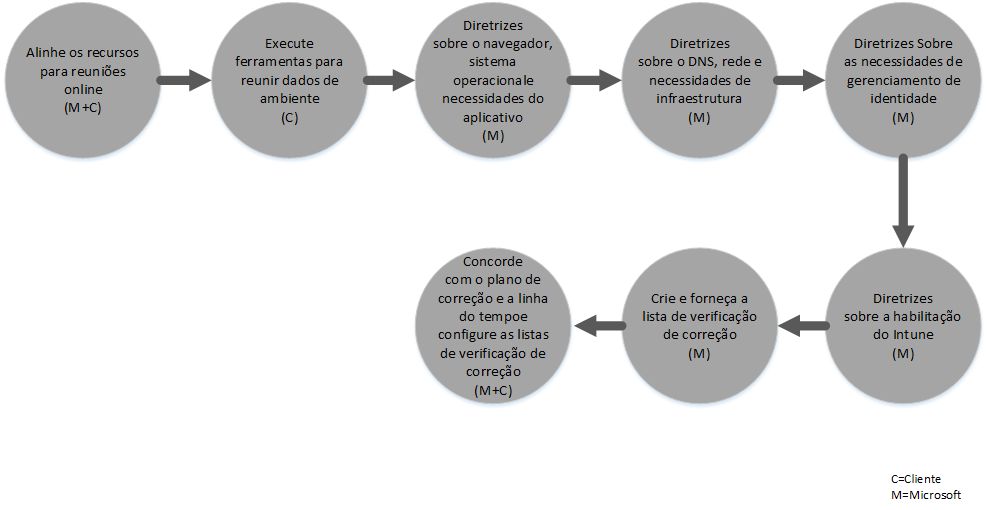 Alinhe os recursos
para reuniões
online
(M+C)
Execute
ferramentas para
reunir dados de
ambiente
(C)
Diretrizes
sobre o navegador,
sistema
operacionale
necessidades do
aplicativo
(M)
Diretrizes
sobre o DNS, rede e
necessidades de
infraestrutura
(M)
Diretrizes Sobre
as necessidades de
gerenciamento de
identidade
(M)
Diretrizes
sobre a habilitação
do Intune
(M)
Crie e forneça a
lista de verificação
de correção
(M)
Concorde
com o plano de
correção e a linha
do tempoe
configure as listas
de verificação de
correção
(M+C)
C=Cliente
M=Microsoft